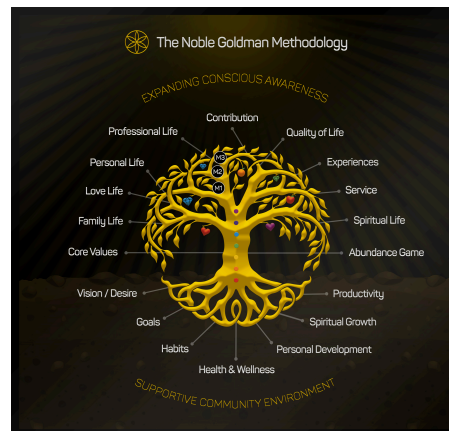 The Noble Goldman Methodology
EXPANDING CONSCIOUS AWARENESS
Contribution
Professional Life
Quality of Life
M3
Personal Life
Experiences
M2
Love Life
M1
Service
Family Life
Spiritual Life
Core Values
Abundance Game
Vision / Desire
Productivity
Goals
Spiritual Growth
Habits
Personal Development
Health & Wellness
SUPPORTIVE COMMUNITY ENVIRONMENT